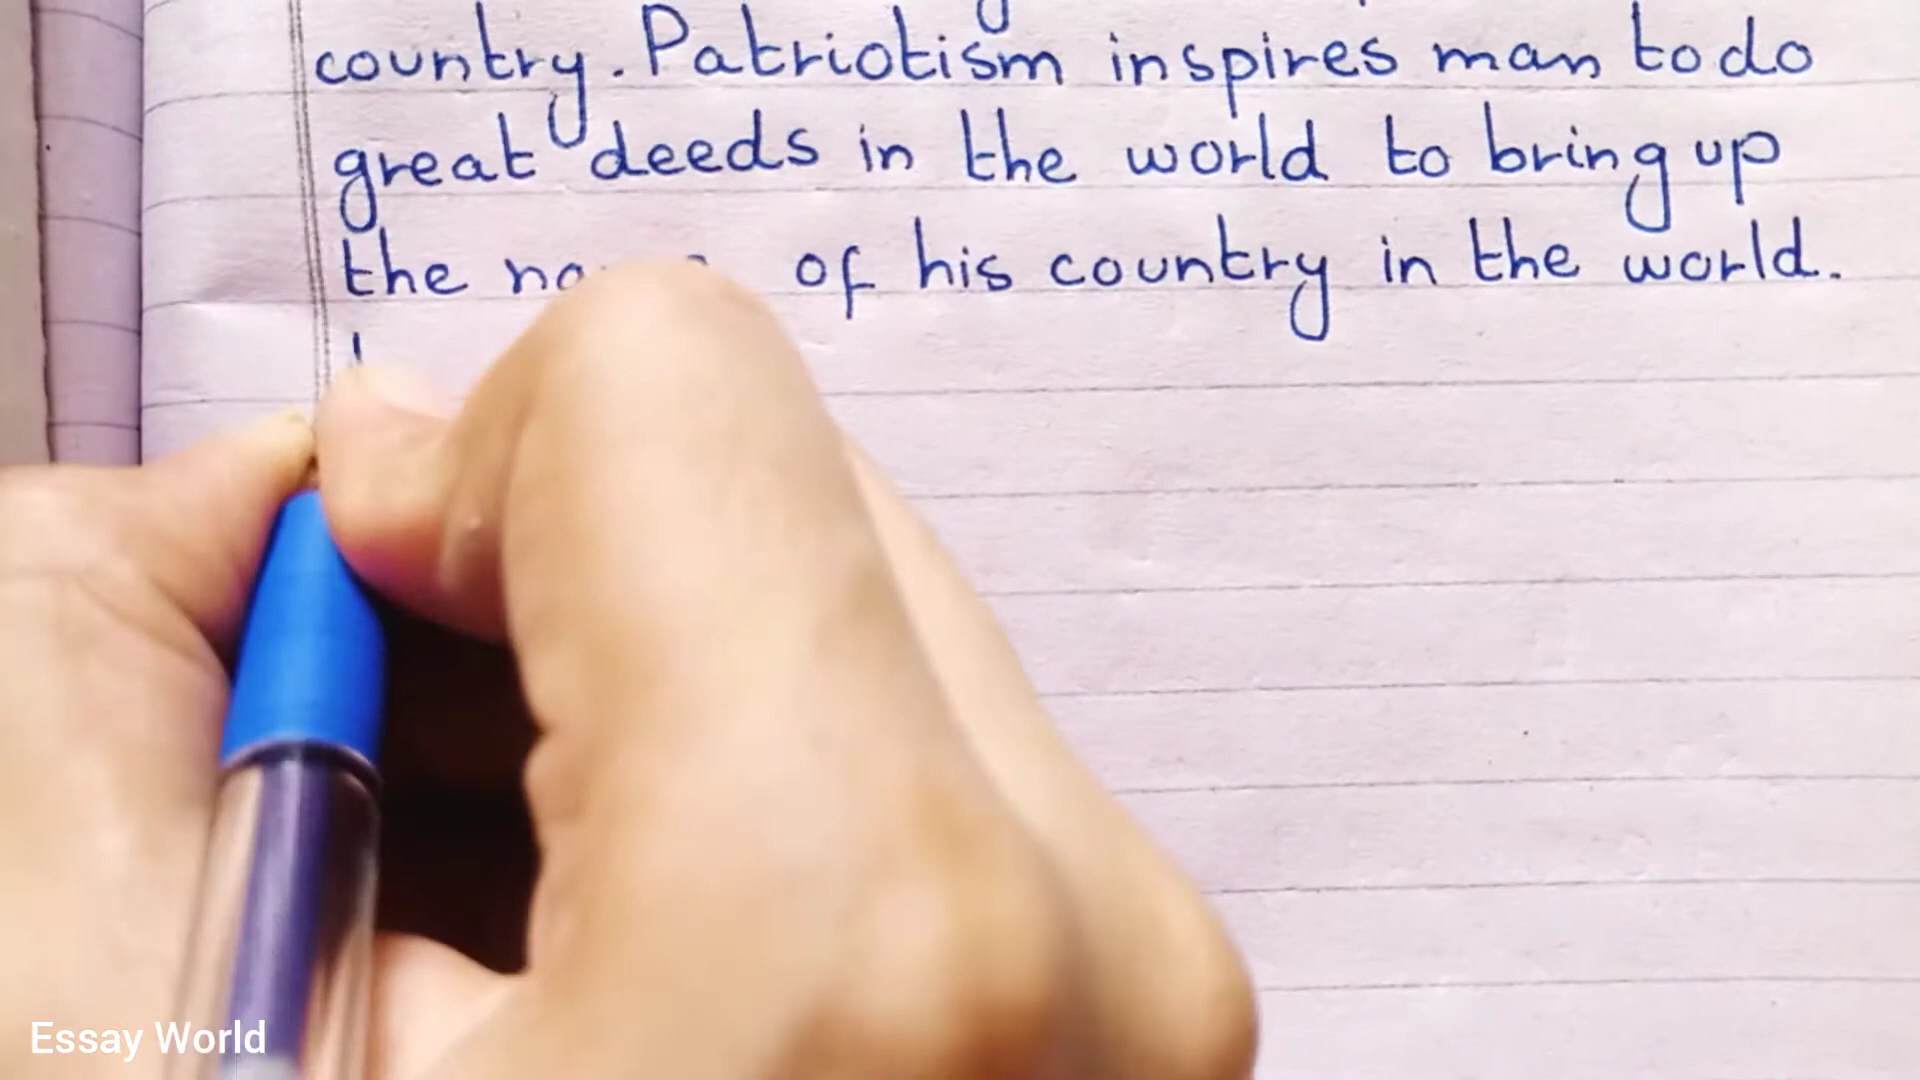 country. Patriotism inspires man to do
great deeds in the world to bring up
the of his country in the world.
Essay World